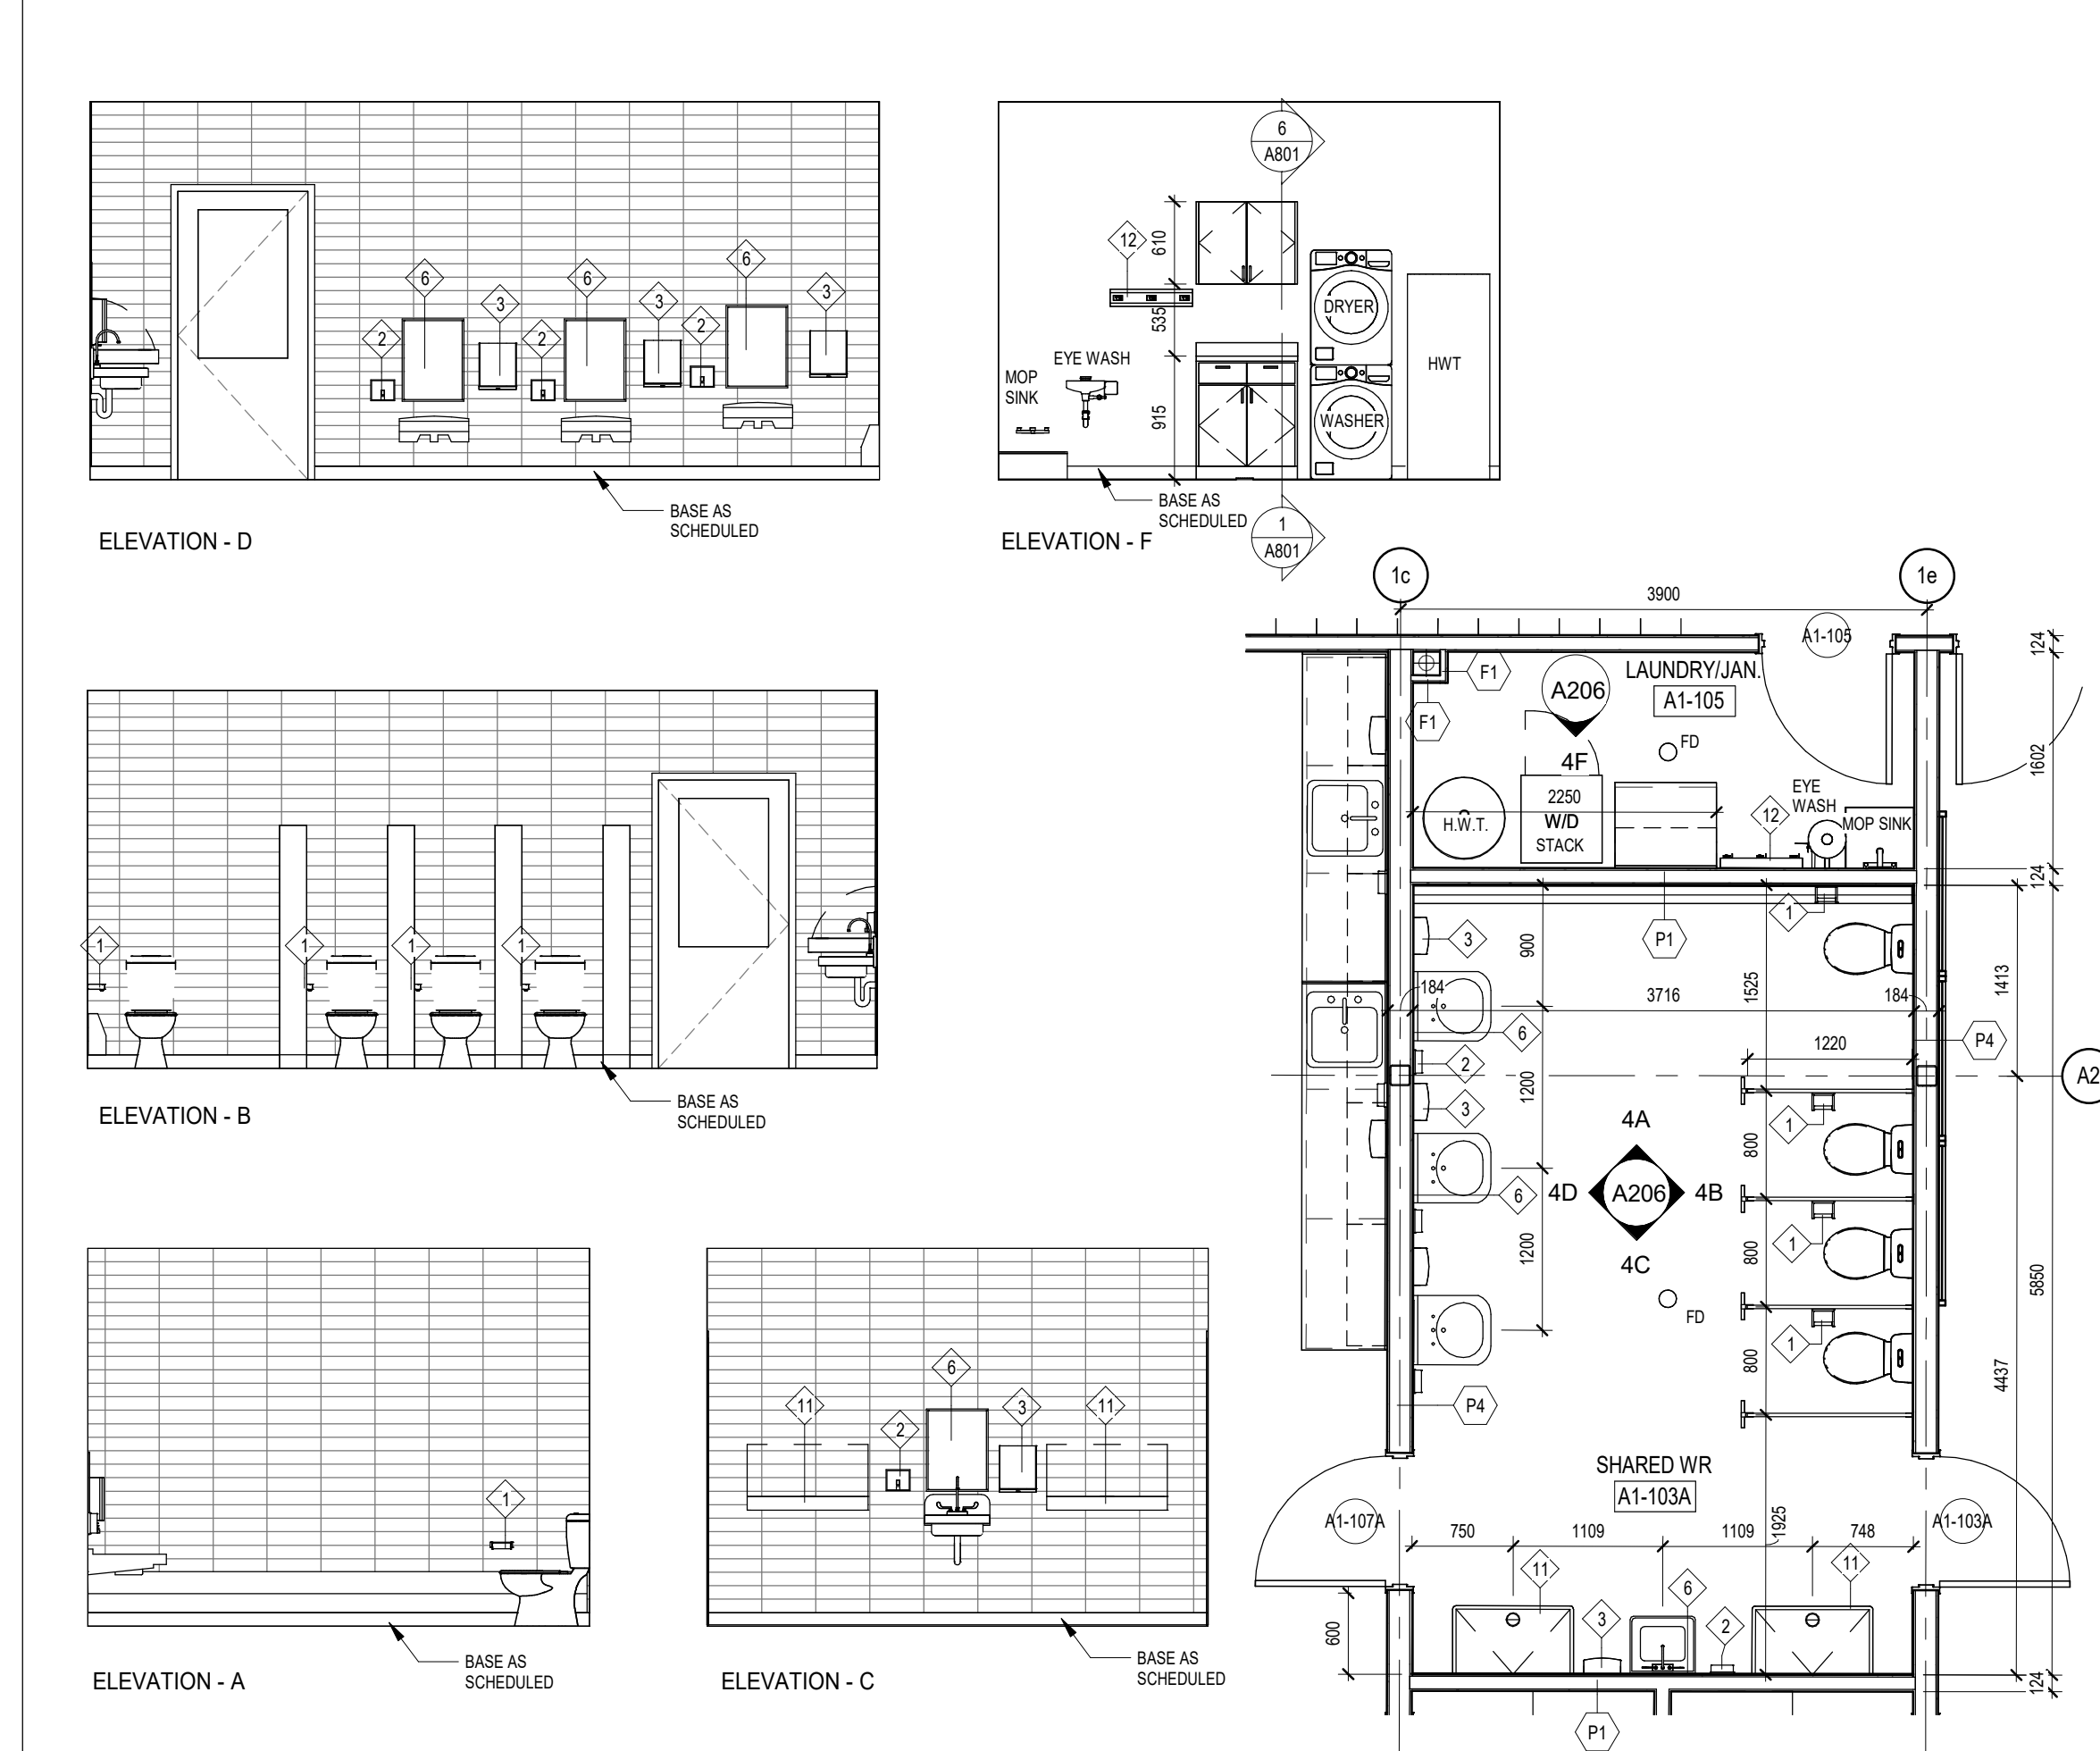 6
6
6
3
3
3
2
2
2
BASE AS
SCHEDULED
ELEVATION - D
6
A801
12
610
535
915
DRYER
WASHER
HWT
EYE WASH
MOP
SINK
BASE AS
SCHEDULED
ELEVATION - F
1
A801
1
1
1
1
BASE AS
SCHEDULED
ELEVATION - B
1
BASE AS
SCHEDULED
ELEVATION - A
6
11
2
3
11
BASE AS
SCHEDULED
ELEVATION - C
1c
1e
3900
A1-105
124
F1
F1
A206
4F
LAUNDRY/JAN.
A1-105
FD
1602
2250
H.W.T.
W/D
STACK
EYE
WASH
12
MOP SINK
124
1
3
P1
900
1525
1413
184
3716
184
6
1220
P4
2
A2
1200
3
4A
1
800
6
4D
A206
4B
1
800
1200
4C
5850
FD
1
800
4437
P4
SHARED WR
A1-103A
A1-107A
A1-103A
750
1109
1109
1925
748
11
11
6
600
3
2
124
P1